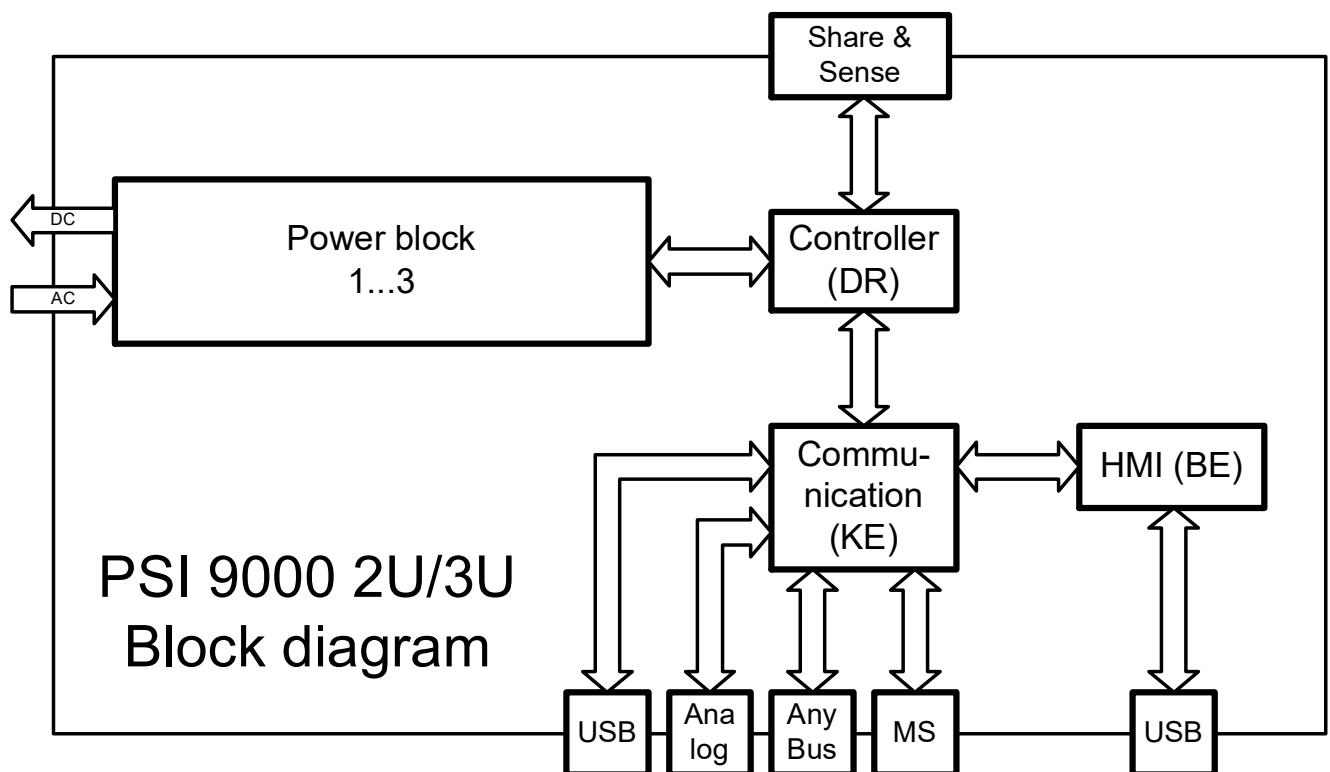 Share &
Sense
DC
AC
Power block
1...3
Controller
(DR)
Commu-
nication
(KE)
HMI (BE)
PSI 9000 2U/3U
Block diagram
USB
Ana
log
Any
Bus
MS
USB